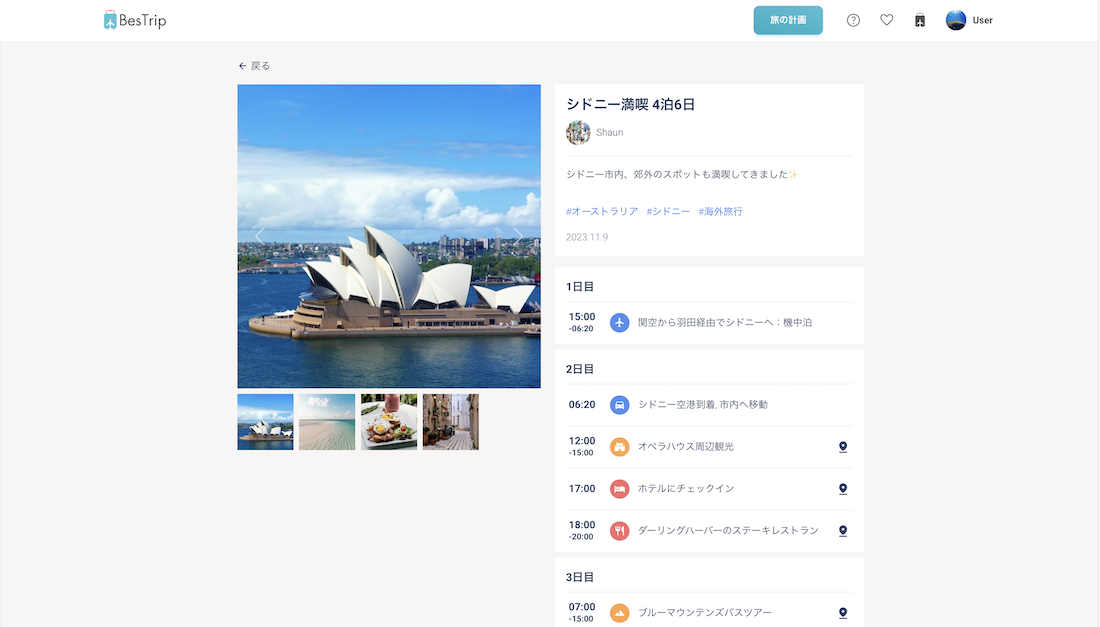 BesTrip
旅の計画
User
戻る
シドニー満喫 4泊6日
Shaun
シドニー市内、郊外のスポットも満喫してきました✨
#オーストラリア #シドニー #海外旅行
2023.11.9
1日目
15:00
-06:20
関空から羽田経由でシドニーへ：機中泊
2日目
06:20
シドニー空港到着, 市内へ移動
12:00
-15:00
オペラハウス周辺観光
17:00
ホテルにチェックイン
18:00
-20:00
ダーリングハーバーのステーキレストラン
3日目
07:00
-15:00
ブルーマウンテンズバスツアー